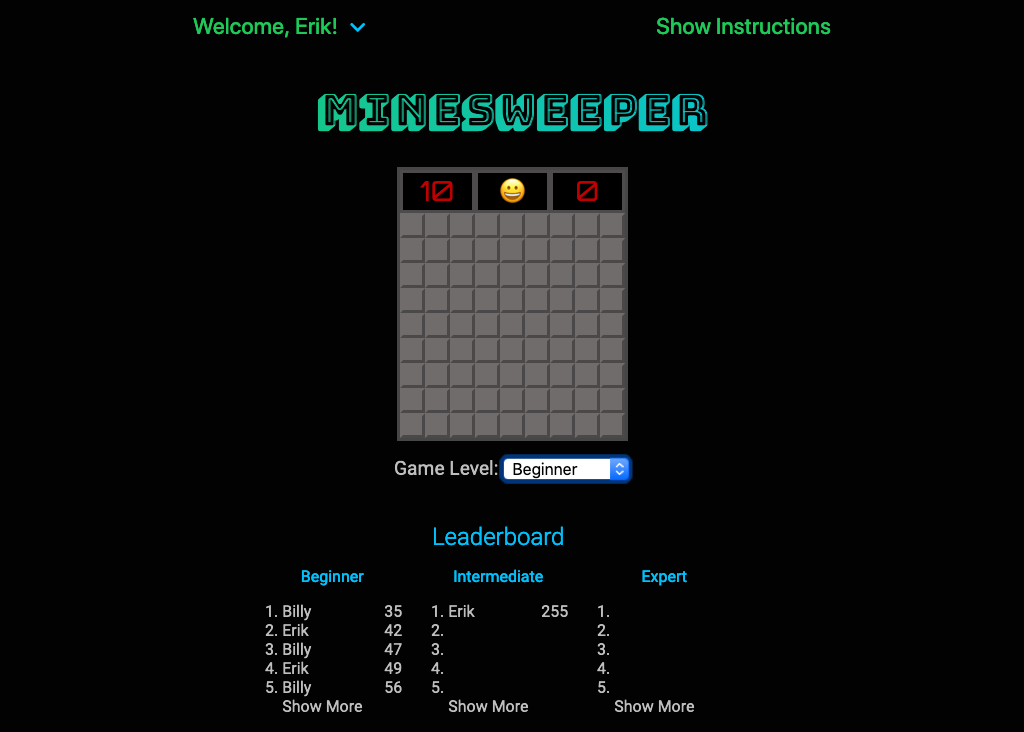 Welcome, Erik! Show Instructions
MINESWEEPER
10 0
Game Level: Beginner
Leaderboard
Beginner Intermediate Expert
1. Billy 35 1. Erik 255 1.
2. Erik 42 2. 2.
3. Billy 47 3. 3.
4. Erik 49 4. 4.
5. Billy 56 5. 5.
Show More Show More Show More